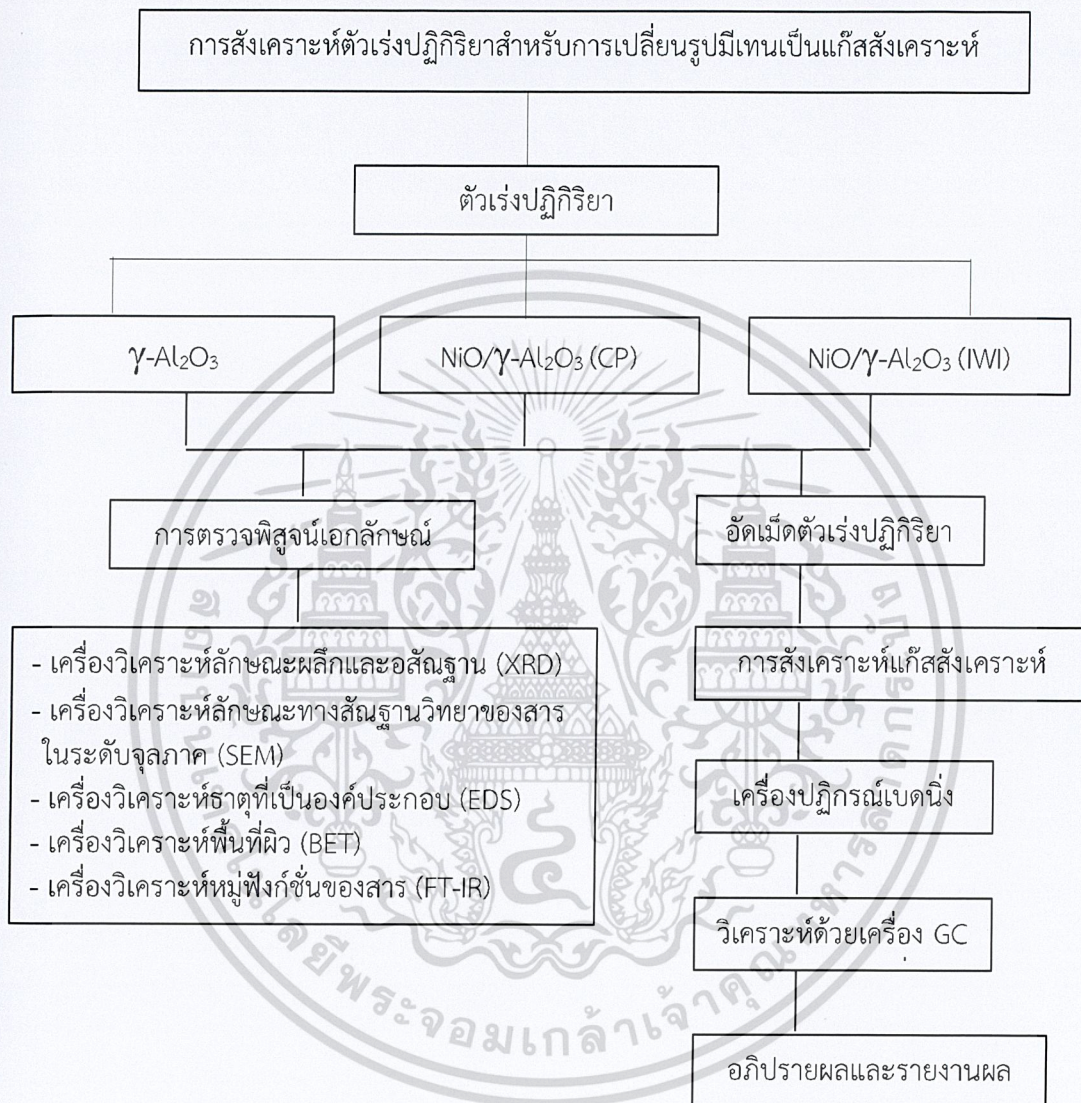 การสังเคราะห์ตัวเร่งปฏิกิริยาสำหรับการเปลี่ยนรูปมีเทนเป็นแก๊สสังเคราะห์
ตัวเร่งปฏิกิริยา
γ-Al₂O₃
NiO/γ-Al₂O₃ (CP)
NiO/γ-Al₂O₃ (IWI)
การตรวจพิสูจน์เอกลักษณ์
อัดเม็ดตัวเร่งปฏิกิริยา
- เครื่องวิเคราะห์ลักษณะผลึกและอสัณฐาน (XRD)
- เครื่องวิเคราะห์ลักษณะทางสัณฐานวิทยาของสาร
ในระดับจุลภาค (SEM)
- เครื่องวิเคราะห์ธาตุที่เป็นองค์ประกอบ (EDS)
- เครื่องวิเคราะห์พื้นที่ผิว (BET)
- เครื่องวิเคราะห์หมู่ฟังก์ชั่นของสาร (FT-IR)
การสังเคราะห์แก๊สสังเคราะห์
เครื่องปฏิกรณ์เบดนิ่ง
วิเคราะห์ด้วยเครื่อง GC
อภิปรายผลและรายงานผล